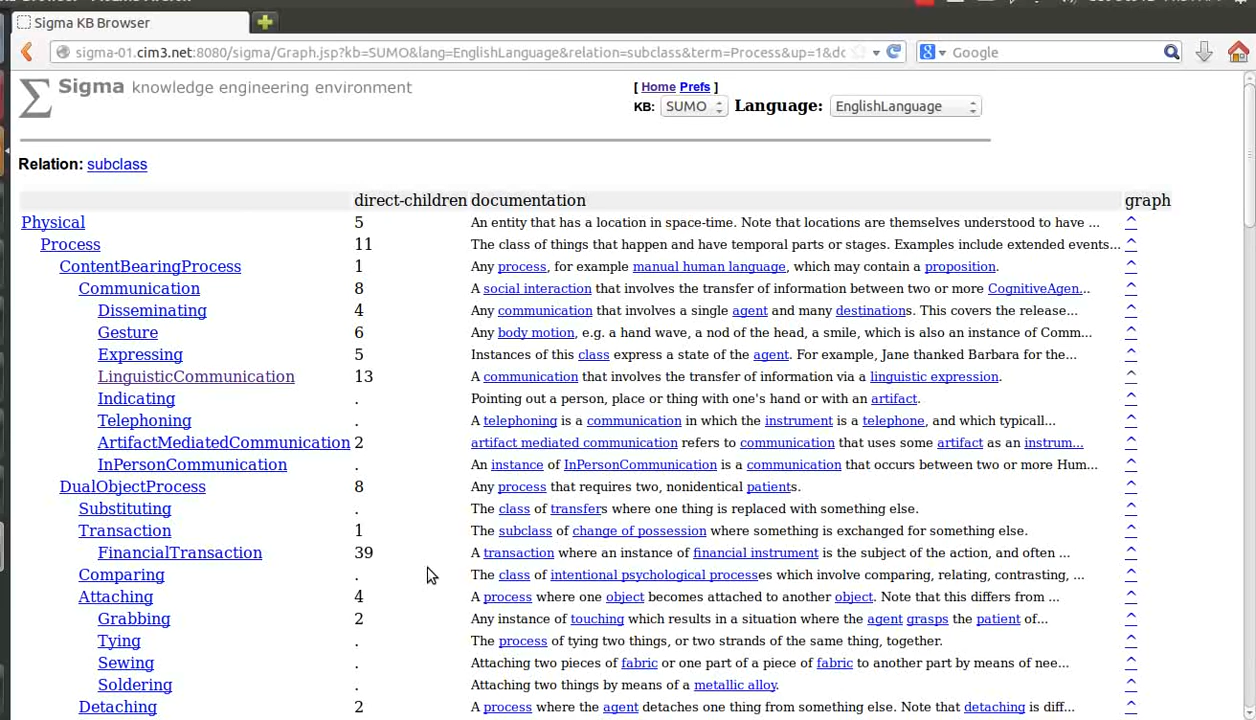 Sigma KB Browser
sigma-01.cim3.net:8080/sigma/Graph.jsp?kb=SUMO&lang=EnglishLanguage&relation=subclass&term=Process&up=1&do
Google
Sigma knowledge engineering environment
[ Home Prefs ]
KB: SUMO Language: EnglishLanguage
Relation: subclass
direct-children documentation graph
Physical 5 An entity that has a location in space-time. Note that locations are themselves understood to have ... ^
Process 11 The class of things that happen and have temporal parts or stages. Examples include extended events... ^
ContentBearingProcess 1 Any process, for example manual human language, which may contain a proposition. ^
Communication 8 A social interaction that involves the transfer of information between two or more CognitiveAgen... ^
Disseminating 4 Any communication that involves a single agent and many destinations. This covers the release... ^
Gesture 6 Any body motion, e.g. a hand wave, a nod of the head, a smile, which is also an instance of Comm... ^
Expressing 5 Instances of this class express a state of the agent. For example, Jane thanked Barbara for the... ^
LinguisticCommunication 13 A communication that involves the transfer of information via a linguistic expression. ^
Indicating . Pointing out a person, place or thing with one's hand or with an artifact. ^
Telephoning . A telephoning is a communication in which the instrument is a telephone, and which typicall... ^
ArtifactMediatedCommunication 2 artifact mediated communication refers to communication that uses some artifact as an instrum... ^
InPersonCommunication . An instance of InPersonCommunication is a communication that occurs between two or more Hum... ^
DualObjectProcess 8 Any process that requires two, nonidentical patients. ^
Substituting . The class of transfers where one thing is replaced with something else. ^
Transaction 1 The subclass of change of possession where something is exchanged for something else. ^
FinancialTransaction 39 A transaction where an instance of financial instrument is the subject of the action, and often ... ^
Comparing . The class of intentional psychological processes which involve comparing, relating, contrasting, ... ^
Attaching 4 A process where one object becomes attached to another object. Note that this differs from ... ^
Grabbing 2 Any instance of touching which results in a situation where the agent grasps the patient of... ^
Tying . The process of tying two things, or two strands of the same thing, together. ^
Sewing . Attaching two pieces of fabric or one part of a piece of fabric to another part by means of nee... ^
Soldering . Attaching two things by means of a metallic alloy. ^
Detaching 2 A process where the agent detaches one thing from something else. Note that detaching is diff... ^